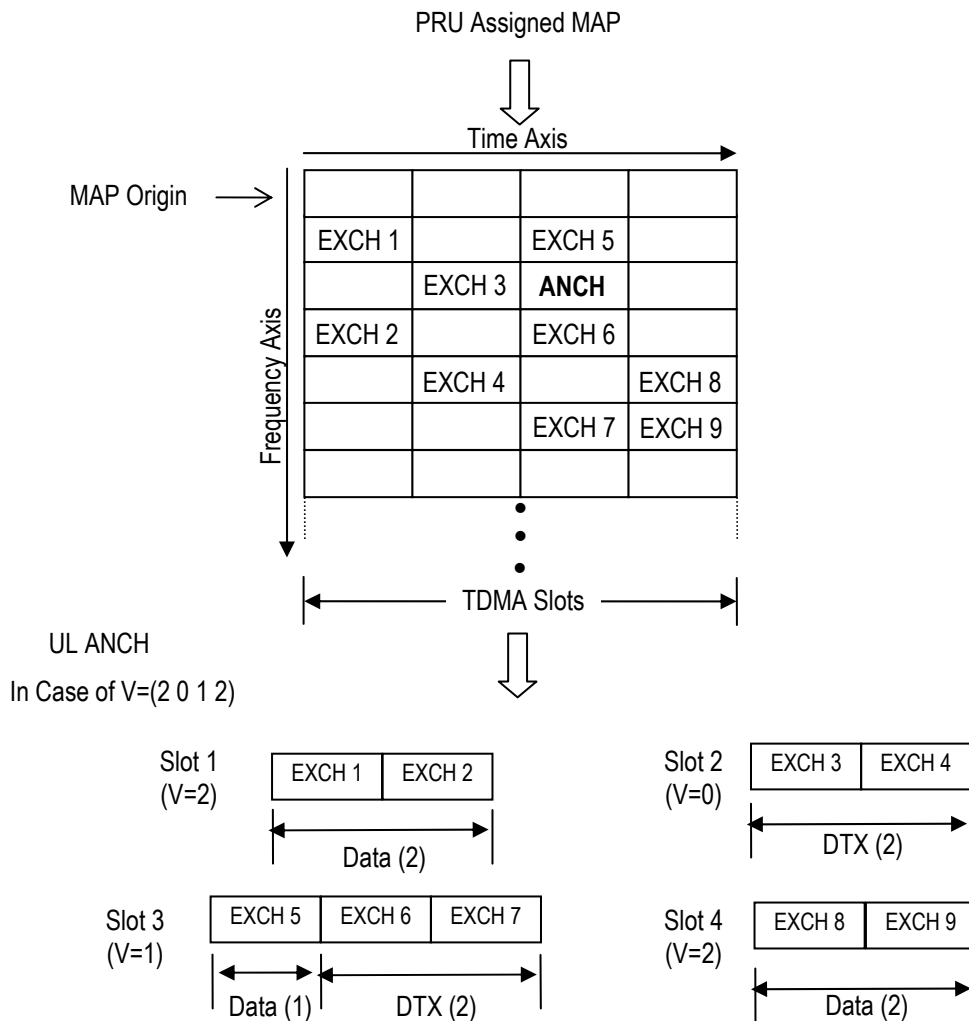 PRU Assigned MAP
Time Axis
MAP Origin
Frequency Axis
EXCH 1 EXCH 5
EXCH 3 ANCH
EXCH 2 EXCH 6
EXCH 4 EXCH 8
EXCH 7 EXCH 9
TDMA Slots
UL ANCH
In Case of V=(2 0 1 2)
Slot 1
(V=2)
EXCH 1 EXCH 2
Data (2)
Slot 2
(V=0)
EXCH 3 EXCH 4
DTX (2)
Slot 3
(V=1)
EXCH 5 EXCH 6 EXCH 7
Data (1) DTX (2)
Slot 4
(V=2)
EXCH 8 EXCH 9
Data (2)